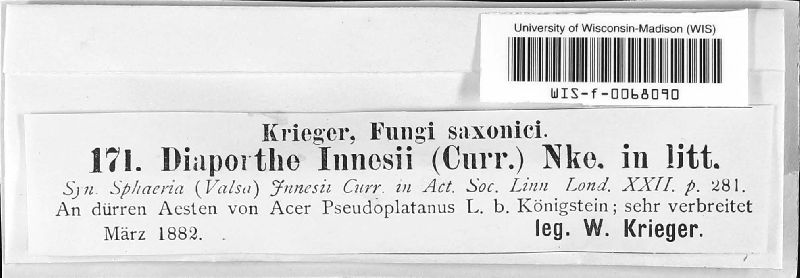 University of Wisconsin-Madison (WIS)
WIS-f-0068090
Krieger, Fungi saxonici.
171. Diaporthe Innesii (Curr.) Nke. in litt.
Syn. Sphaeria (Valsa) Innesii Curr. in Act. Soc. Linn Lond. XXII. p. 281.
An dürren Aesten von Acer Pseudoplatanus L. b. Königstein; sehr verbreitet
März 1882. leg. W. Krieger.